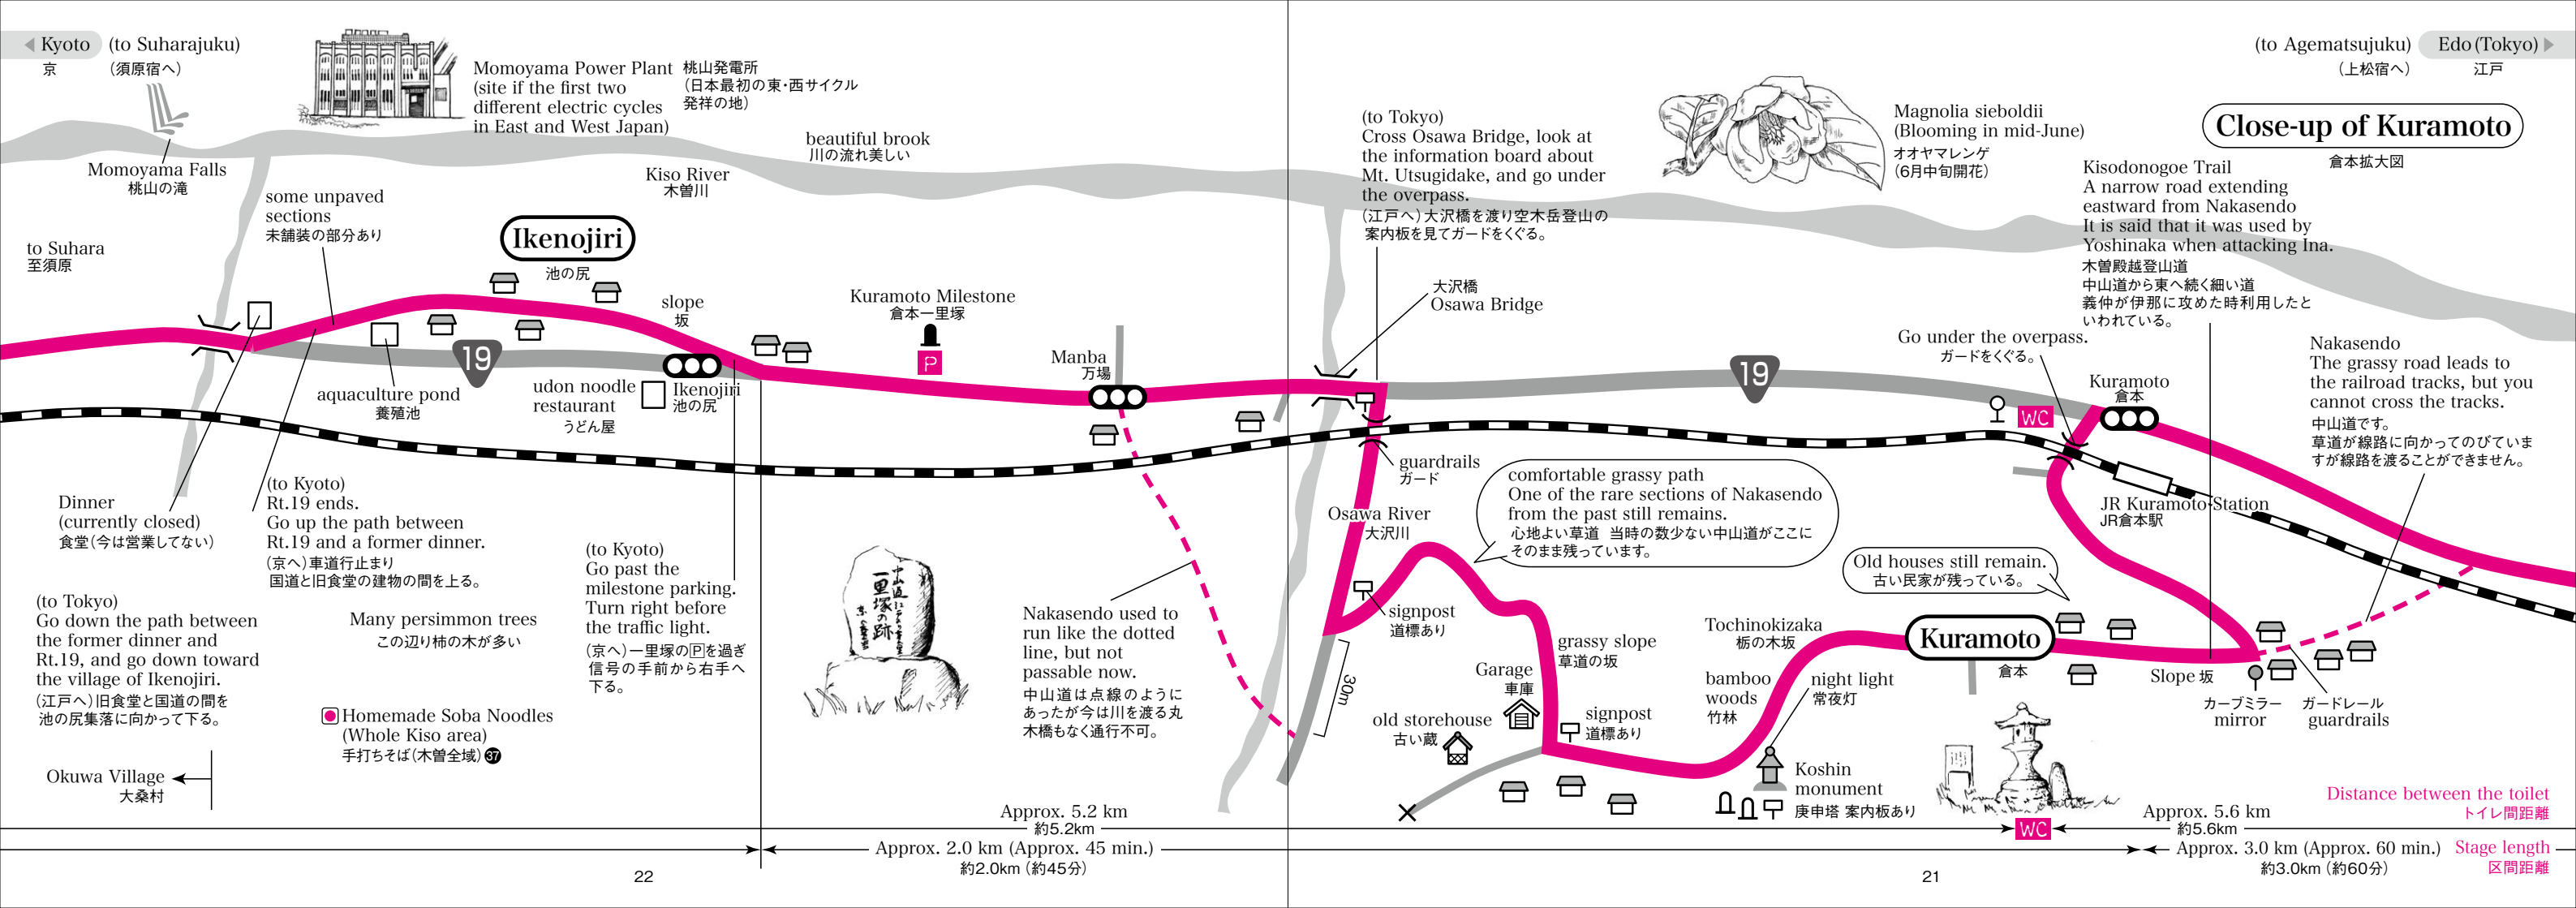 Kyoto
京
(to Suharajuku)
(須原宿へ)
Momoyama Power Plant
(site if the first two
different electric cycles
in East and West Japan)
桃山発電所
(日本最初の東・西サイクル
発祥の地)
beautiful brook
川の流れ美しい
Momoyama Falls
桃山の滝
Kiso River
木曽川
some unpaved
sections
未舗装の部分あり
to Suhara
至須原
Ikenojiri
池の尻
slope
坂
Kuramoto Milestone
倉本一里塚
P
Manba
万場
19
aquaculture pond
養殖池
udon noodle
restaurant
うどん屋
Ikenojiri
池の尻
Dinner
(currently closed)
食堂(今は営業してない)
(to Kyoto)
Rt.19 ends.
Go up the path between
Rt.19 and a former dinner.
(京へ)車道行止まり
国道と旧食堂の建物の間を上る。
(to Kyoto)
Go past the
milestone parking.
Turn right before
the traffic light.
(京へ)一里塚のPを過ぎ
信号の手前から右手へ
下る。
(to Tokyo)
Go down the path between
the former dinner and
Rt.19, and go down toward
the village of Ikenojiri.
(江戸へ)旧食堂と国道の間を
池の尻集落に向かって下る。
Many persimmon trees
この辺り柿の木が多い
Homemade Soba Noodles
(Whole Kiso area)
手打ちそば(木曽全域)37
Okuwa Village
大桑村
一里塚の跡
Nakasendo used to
run like the dotted
line, but not
passable now.
中山道は点線のように
あったが今は川を渡る丸
木橋もなく通行不可。
Approx. 5.2 km
約5.2km
Approx. 2.0 km (Approx. 45 min.)
約2.0km (約45分)
22
(to Agematsujuku)
(上松宿へ)
Edo (Tokyo)
江戸
Close-up of Kuramoto
倉本拡大図
(to Tokyo)
Cross Osawa Bridge, look at
the information board about
Mt. Utsugidake, and go under
the overpass.
(江戸へ)大沢橋を渡り空木岳登山の
案内板を見てガードをくぐる。
Magnolia sieboldii
(Blooming in mid-June)
オオヤマレンゲ
(6月中旬開花)
Kisodonogoe Trail
A narrow road extending
eastward from Nakasendo
It is said that it was used by
Yoshinaka when attacking Ina.
木曽殿越登山道
中山道から東へ続く細い道
義仲が伊那に攻めた時利用したと
いわれている。
大沢橋
Osawa Bridge
19
Go under the overpass.
ガードをくぐる。
WC
Kuramoto
倉本
Nakasendo
The grassy road leads to
the railroad tracks, but you
cannot cross the tracks.
中山道です。
草道が線路に向かってのびていま
すが線路を渡ることができません。
guardrails
ガード
comfortable grassy path
One of the rare sections of Nakasendo
from the past still remains.
心地よい草道 当時の数少ない中山道がここに
そのまま残っています。
Osawa River
大沢川
JR Kuramoto Station
JR倉本駅
Old houses still remain.
古い民家が残っている。
signpost
道標あり
30m
grassy slope
草道の坂
Garage
車庫
old storehouse
古い蔵
signpost
道標あり
Tochinokizaka
栃の木坂
bamboo
woods
竹林
night light
常夜灯
Kuramoto
倉本
Koshin
monument
庚申塔 案内板あり
Slope 坂
カーブミラー
mirror
ガードレール
guardrails
Distance between the toilet
トイレ間距離
WC
Approx. 5.6 km
約5.6km
Approx. 3.0 km (Approx. 60 min.)
約3.0km (約60分)
Stage length
区間距離
21